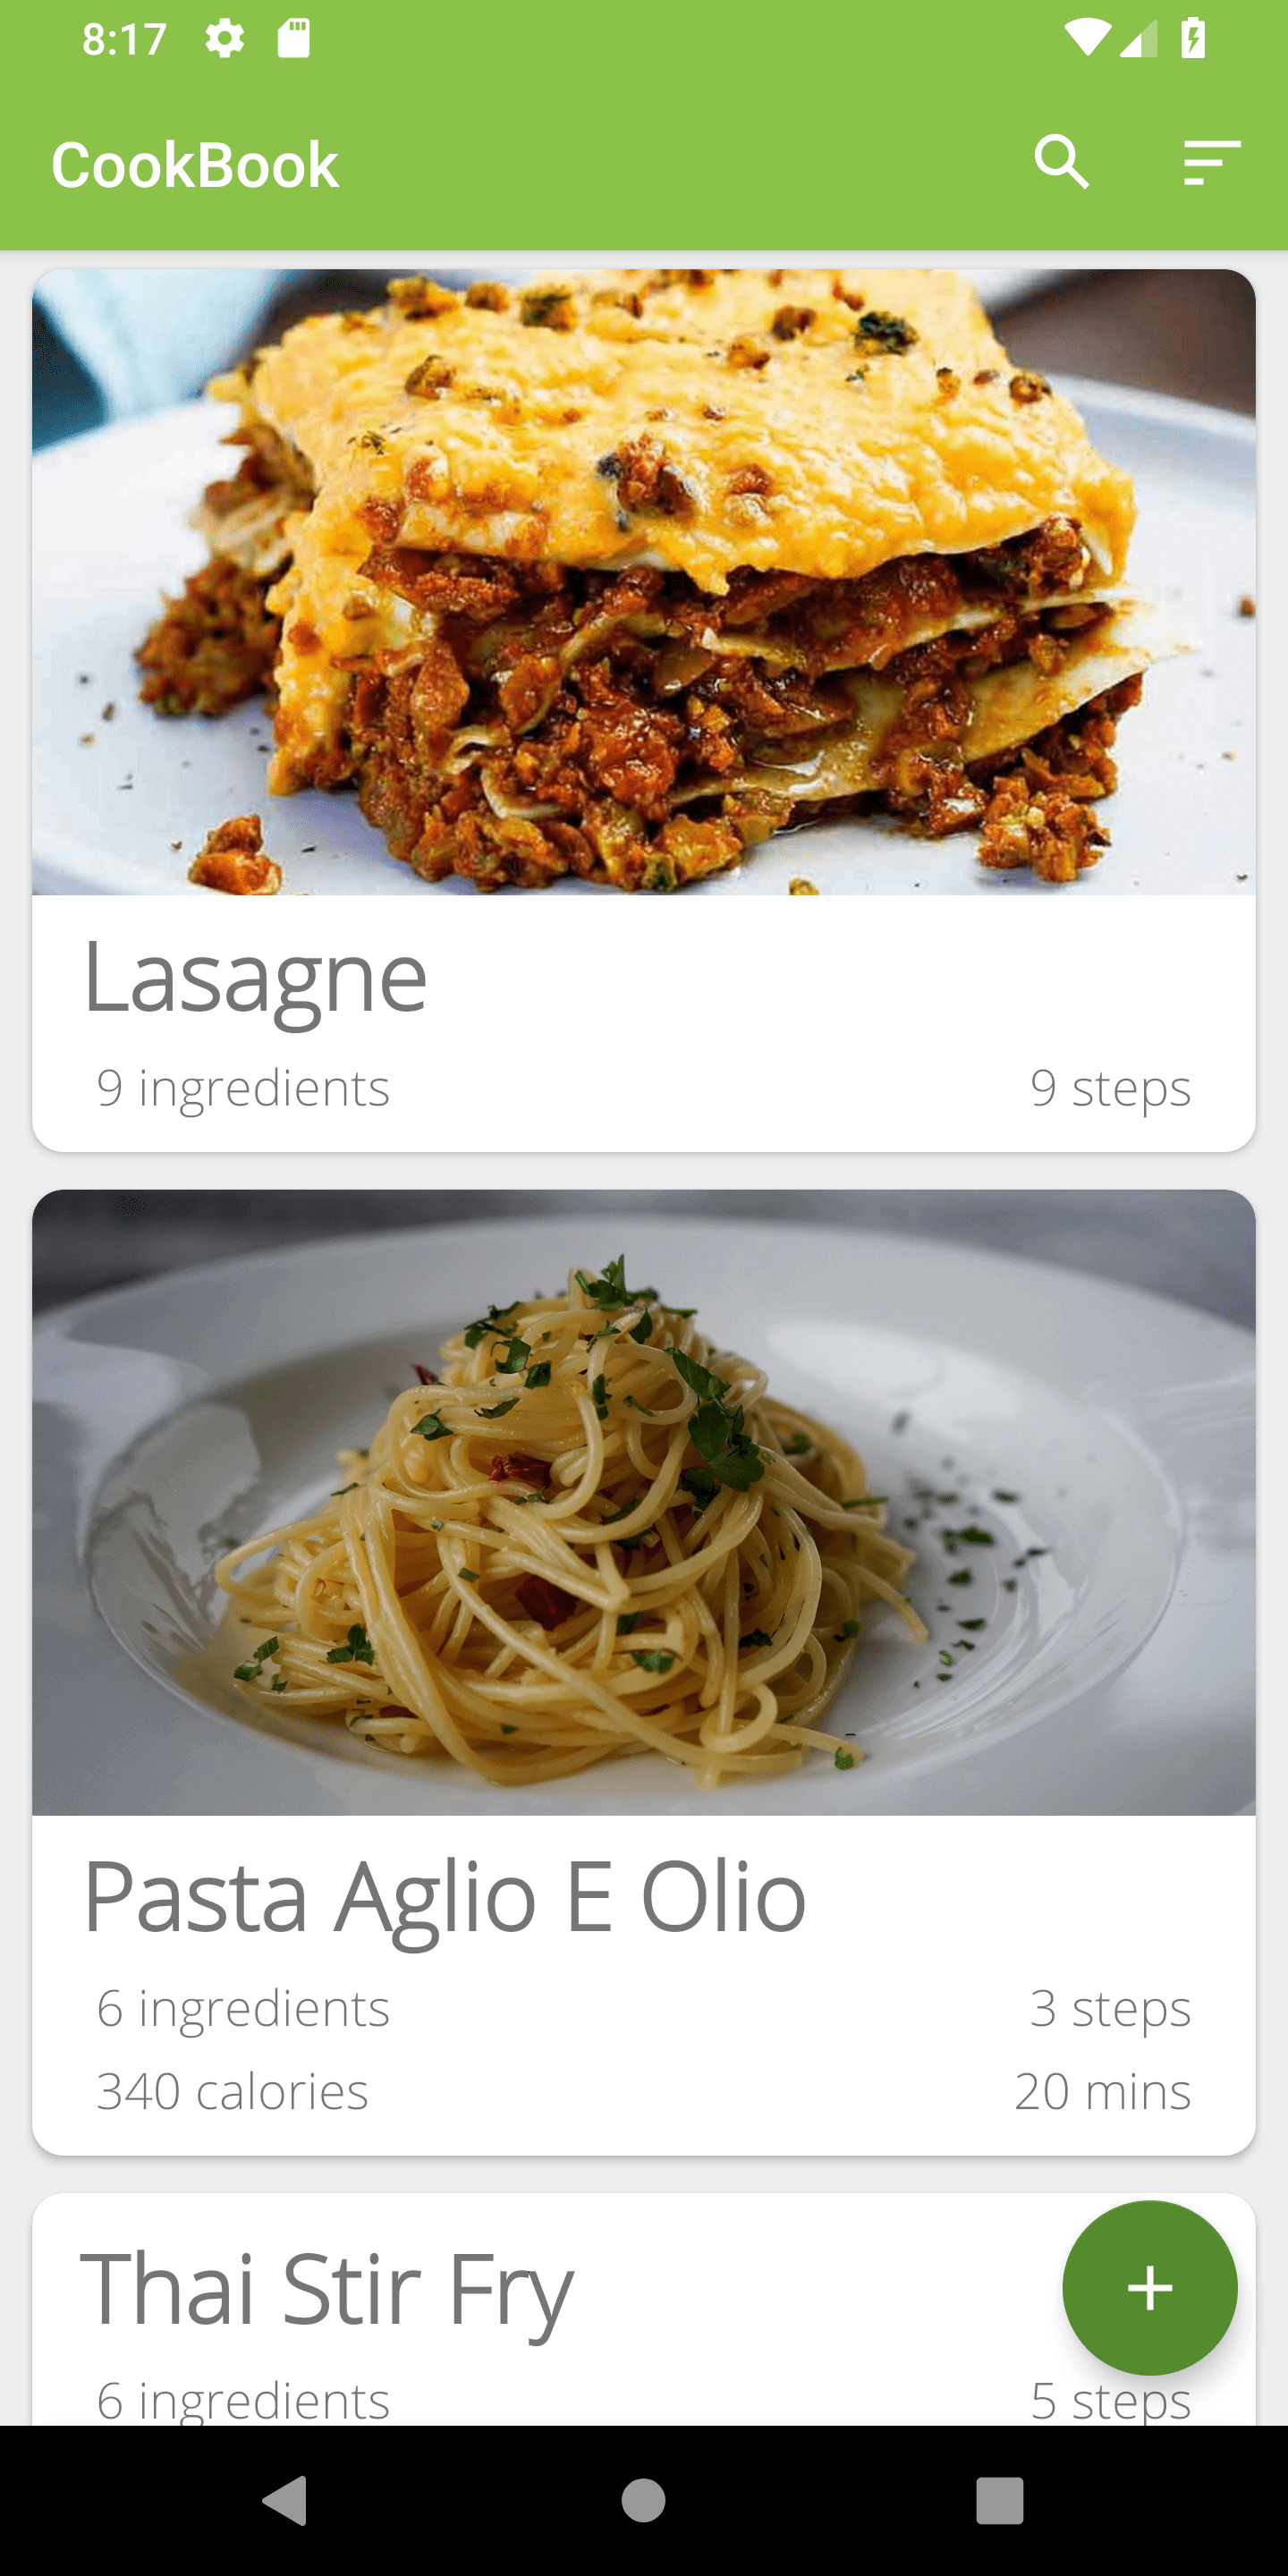 8:17
CookBook
Lasagne
9 ingredients 9 steps
Pasta Aglio E Olio
6 ingredients 3 steps
340 calories 20 mins
Thai Stir Fry
6 ingredients 5 steps